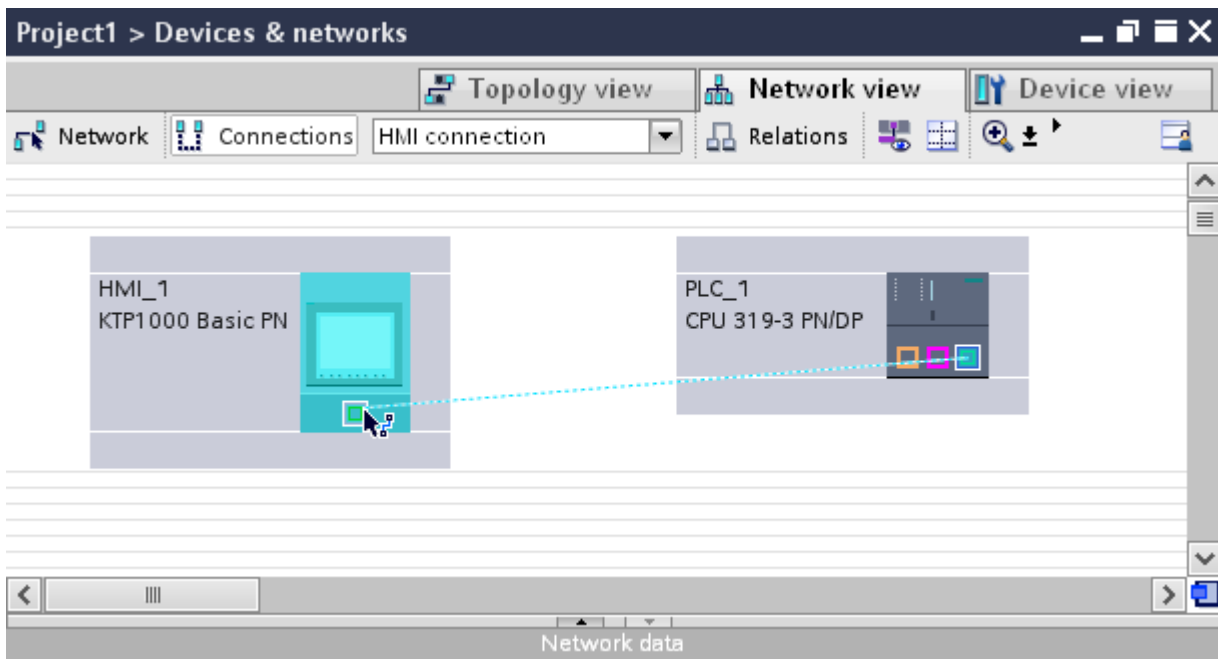 Project1 > Devices & networks
Topology view Network view Device view
Network Connections HMI connection Relations
HMI_1
KTP1000 Basic PN
PLC_1
CPU 319-3 PN/DP
Network data